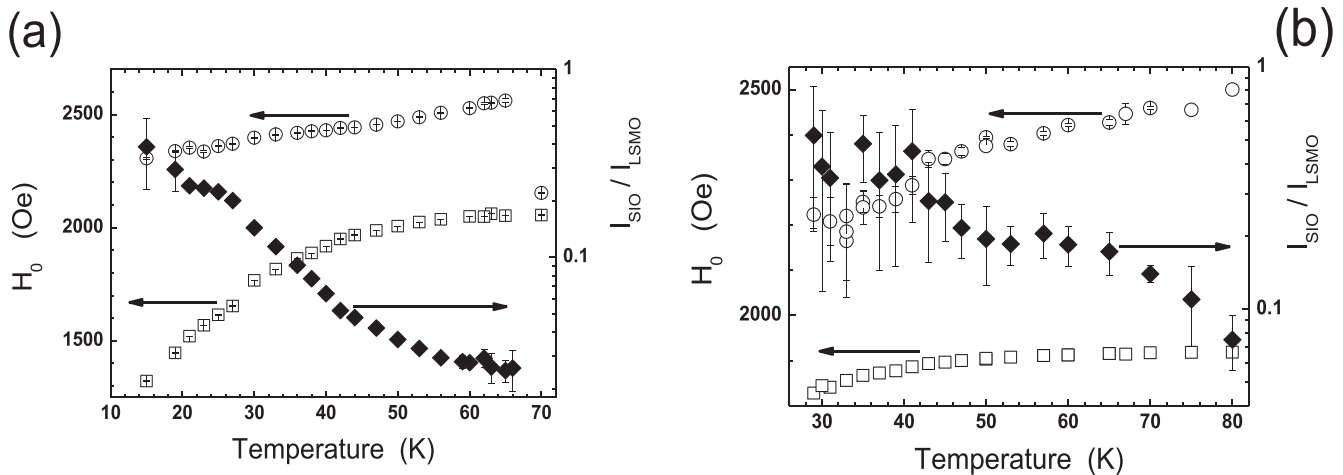 (a)
(b)
1
2500
2000
1500
0.1
H0 (Oe)
ISIO / ILSMO
10 20 30 40 50 60 70
Temperature (K)
1
2500
2000
0.1
H0 (Oe)
ISIO / ILSMO
30 40 50 60 70 80
Temperature (K)